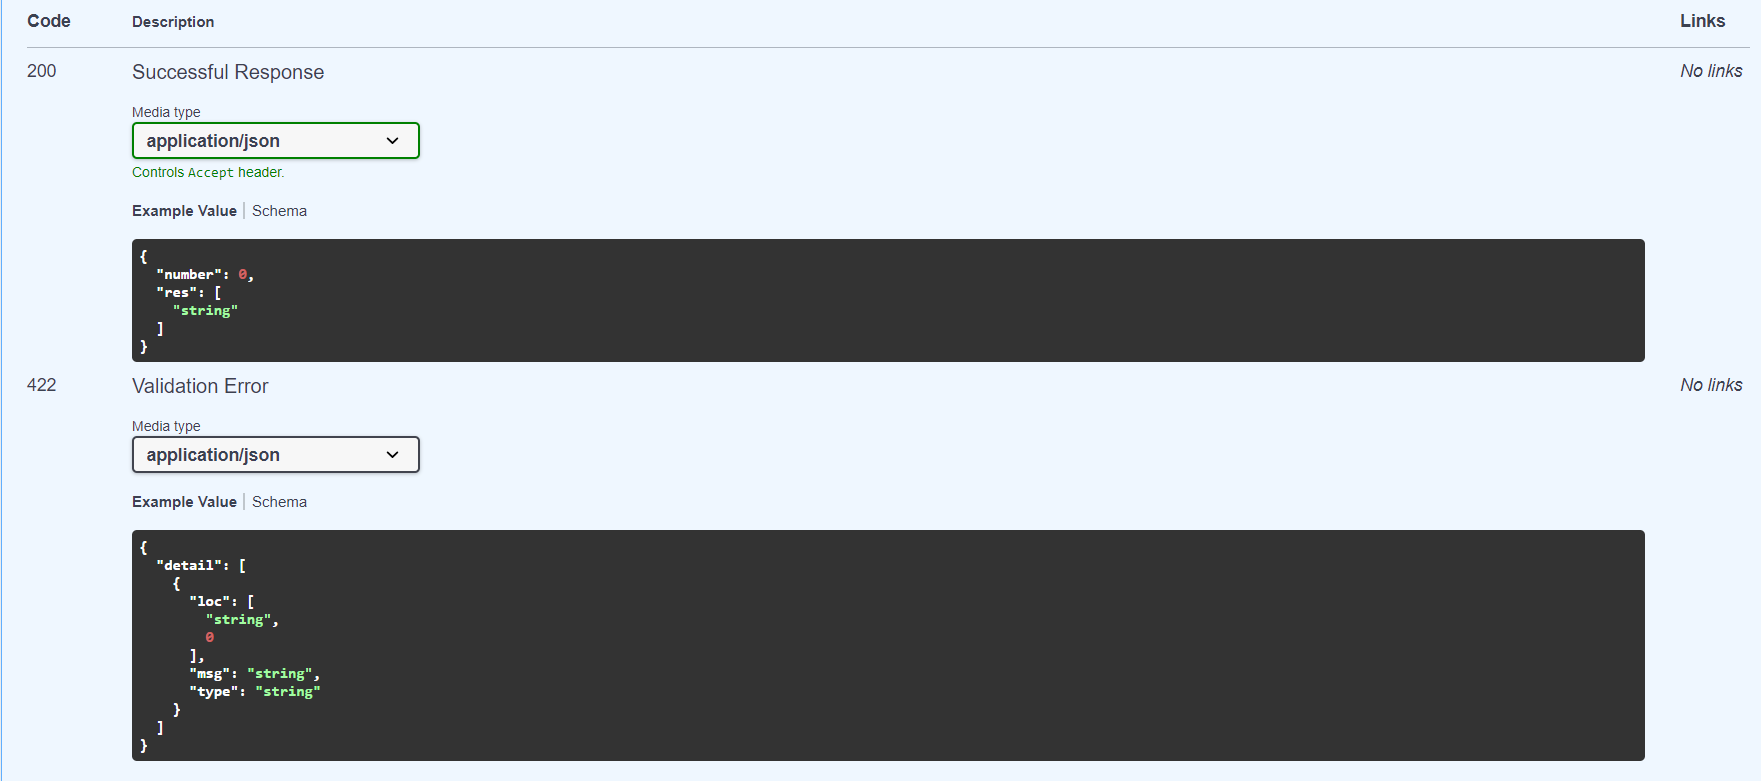 Code Description Links
200 Successful Response No links
Media type
application/json
Controls Accept header.
Example Value Schema
{
  "number": 0,
  "res": [
    "string"
  ]
}
422 Validation Error No links
Media type
application/json
Example Value Schema
{
  "detail": [
    {
      "loc": [
        "string",
        0
      ],
      "msg": "string",
      "type": "string"
    }
  ]
}